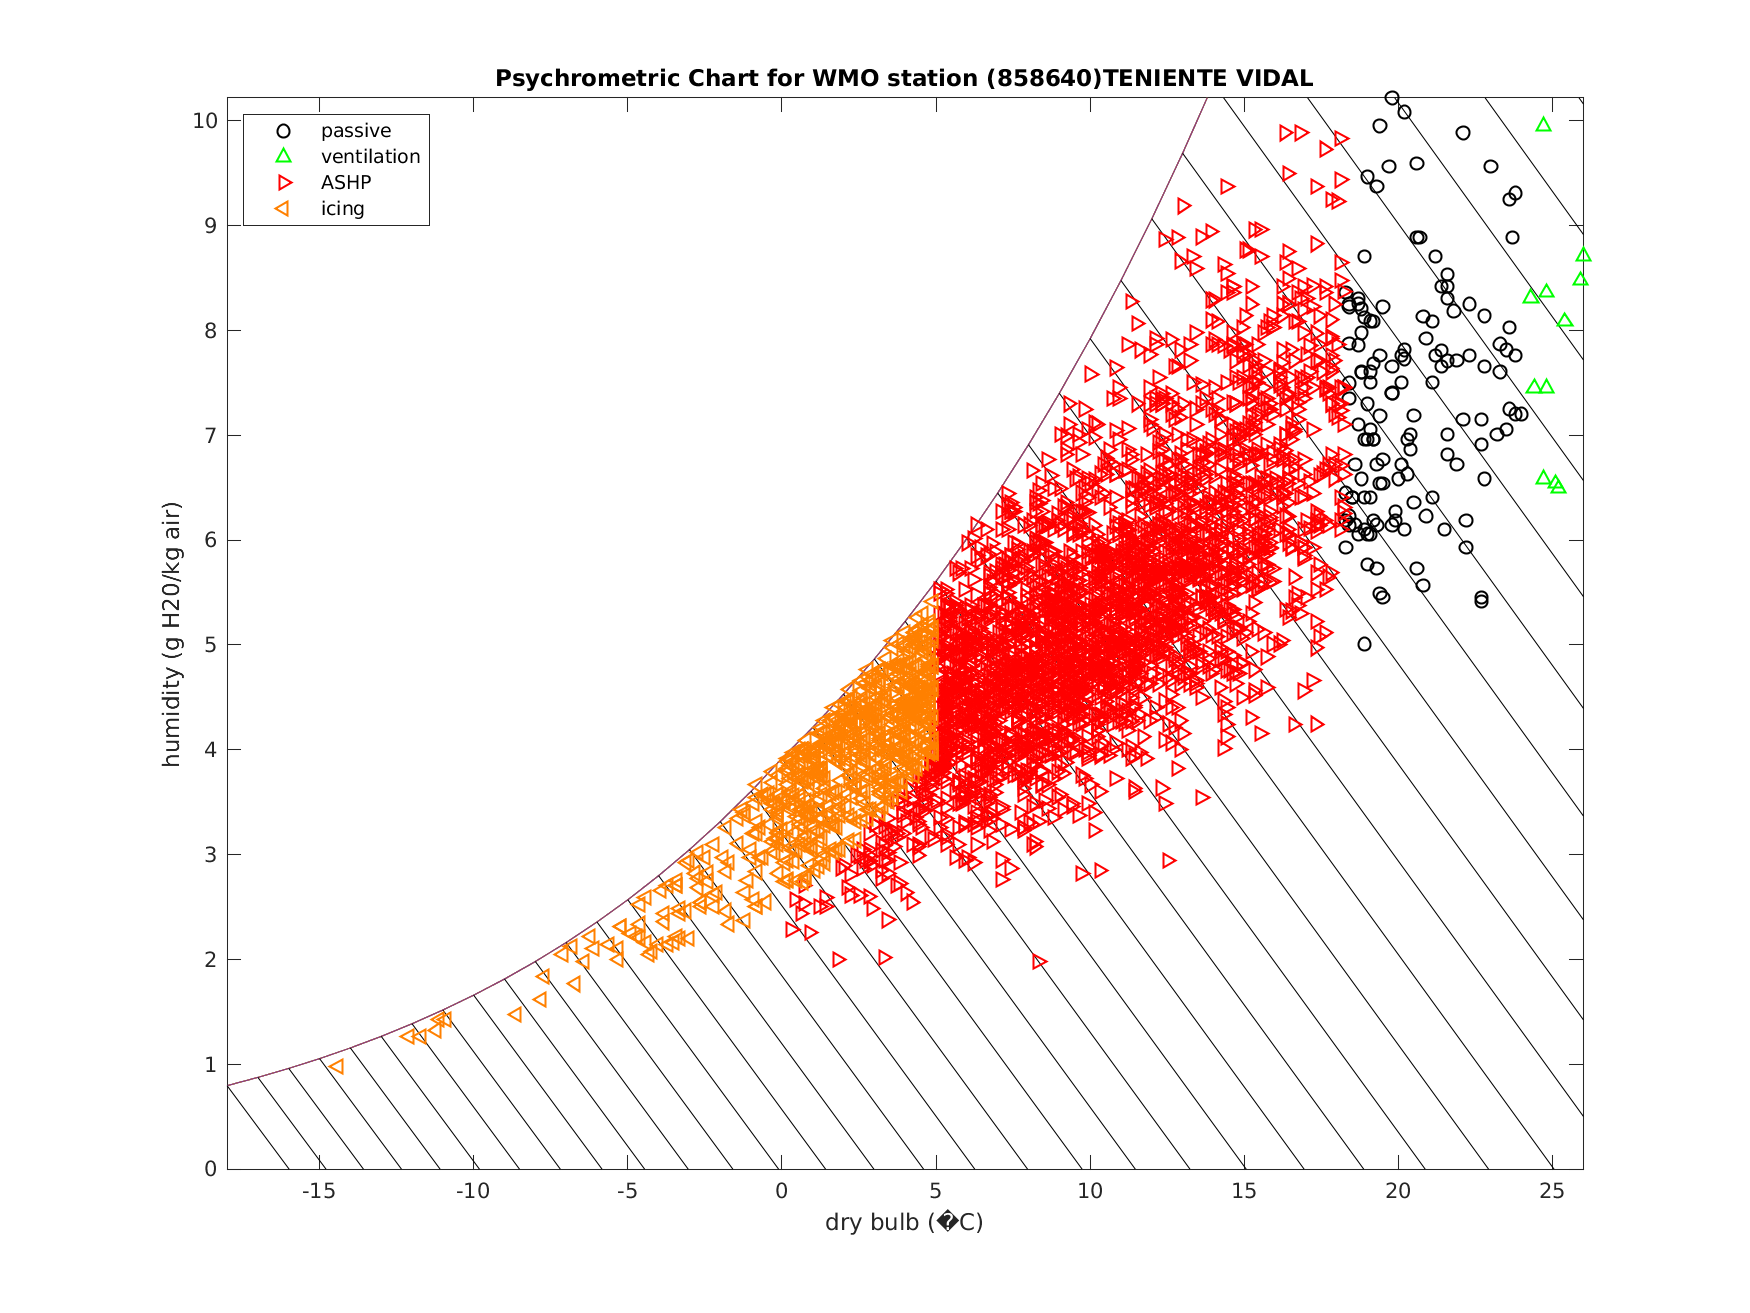 Psychrometric Chart for WMO station (858640)TENIENTE VIDAL
passive
ventilation
ASHP
icing
humidity (g H20/kg air)
10
9
8
7
6
5
4
3
2
1
0
-15 -10 -5 0 5 10 15 20 25
dry bulb (�C)